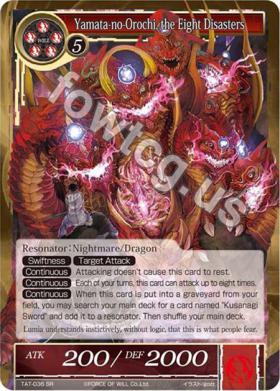 Yamata-no-Orochi, the Eight Disasters
5
fowtcg.us
Resonator : Nightmare/Dragon
Swiftness Target Attack
Continuous Attacking doesn't cause this card to rest.
Continuous Each of your turns, this card can attack up to eight times.
Continuous When this card is put into a graveyard from your
field, you may search your main deck for a card named "Kusanagi
Sword" and add it to a resonator. Then shuffle your main deck.
Lumia understands instinctively, without logic, that this is what people fear.
ATK 200 / DEF 2000
TAT-036 SR ©FORCE OF WILL Co.,Ltd.